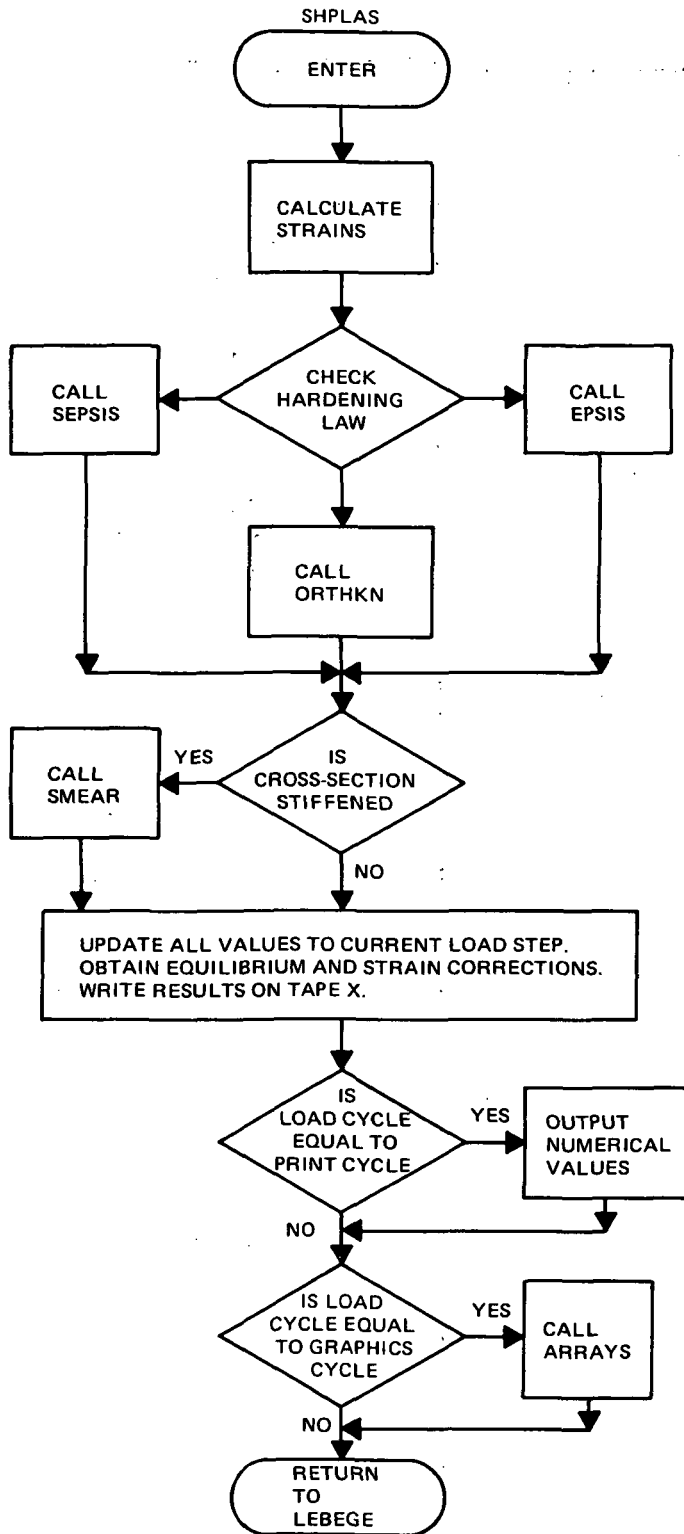 SHPLAS
ENTER
CALCULATE
STRAINS
CHECK
HARDENING
LAW
CALL
SEPSIS
CALL
EPSIS
CALL
ORTHKN
IS
CROSS-SECTION
STIFFENED
YES
CALL
SMEAR
NO
UPDATE ALL VALUES TO CURRENT LOAD STEP.
OBTAIN EQUILIBRIUM AND STRAIN CORRECTIONS.
WRITE RESULTS ON TAPE X.
IS
LOAD CYCLE
EQUAL TO
PRINT CYCLE
YES
OUTPUT
NUMERICAL
VALUES
NO
IS LOAD
CYCLE EQUAL
TO GRAPHICS
CYCLE
YES
CALL
ARRAYS
NO
RETURN
TO
LEBEGE